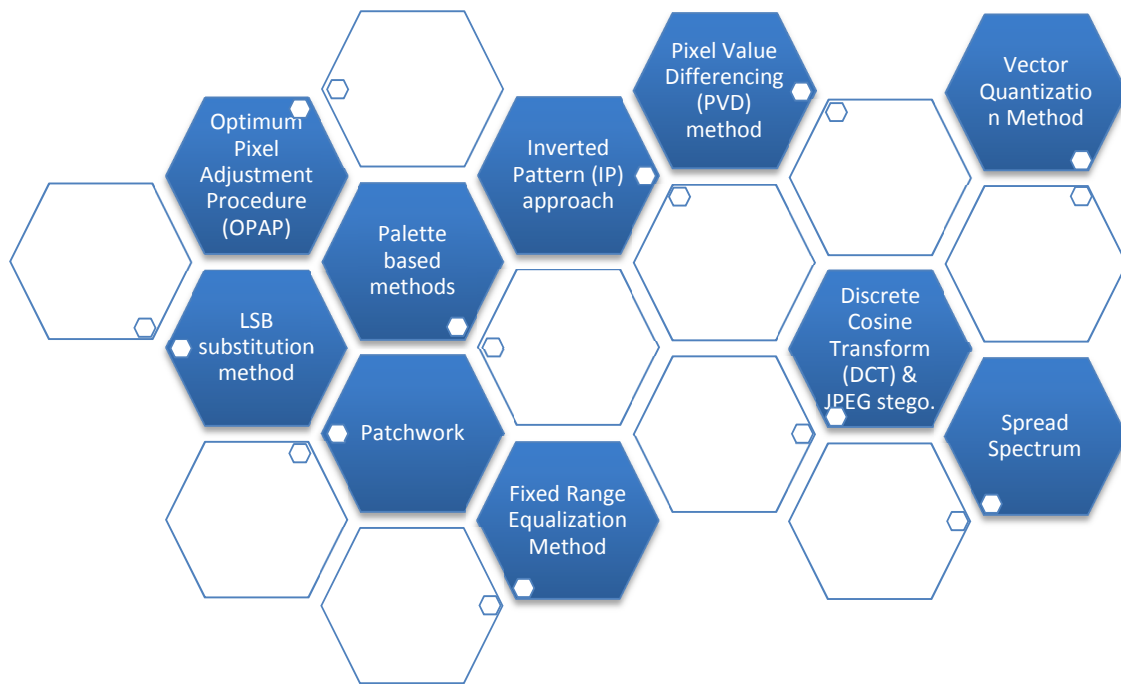 Optimum
Pixel
Adjustment
Procedure
(OPAP)
LSB
substitution
method
Palette
based
methods
Patchwork
Inverted
Pattern (IP)
approach
Fixed Range
Equalization
Method
Pixel Value
Differencing
(PVD)
method
Discrete
Cosine
Transform
(DCT) &
JPEG stego.
Vector
Quantizatio
n Method
Spread
Spectrum